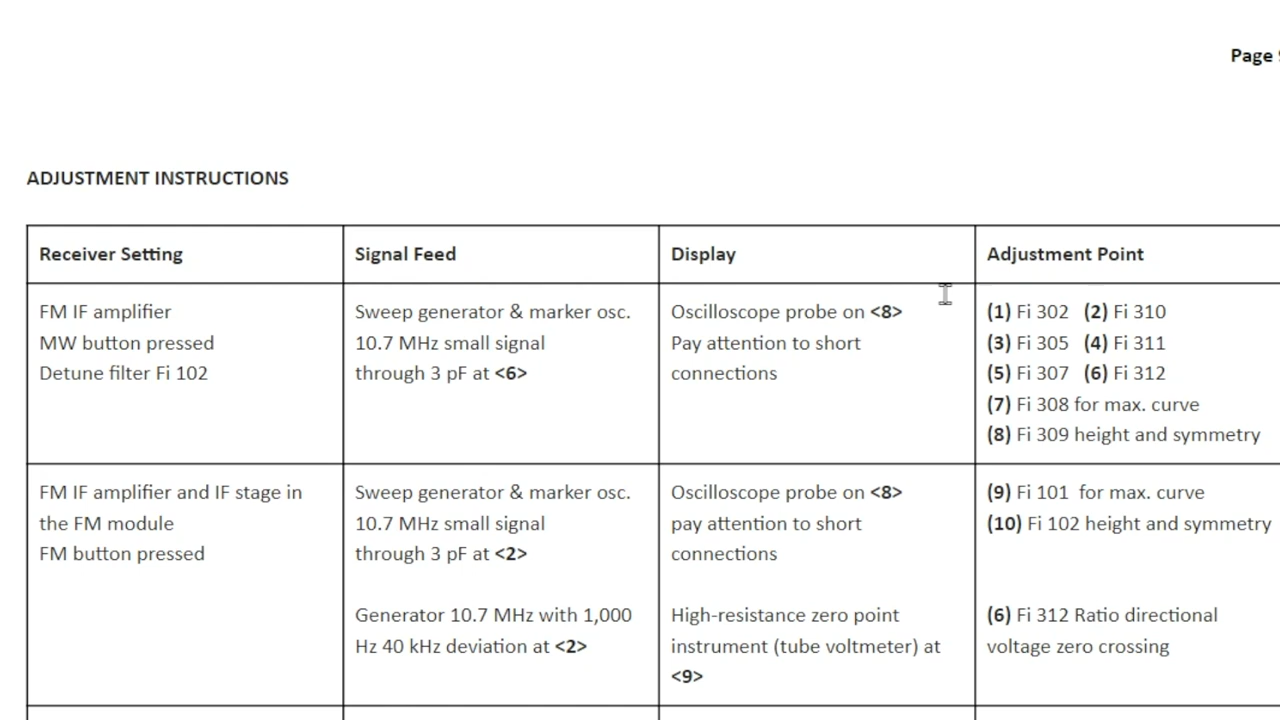 Page
ADJUSTMENT INSTRUCTIONS
Receiver Setting
Signal Feed
Display
Adjustment Point
FM IF amplifier
MW button pressed
Detune filter Fi 102
Sweep generator & marker osc.
10.7 MHz small signal
through 3 pF at <6>
Oscilloscope probe on <8>
Pay attention to short
connections
(1) Fi 302 (2) Fi 310
(3) Fi 305 (4) Fi 311
(5) Fi 307 (6) Fi 312
(7) Fi 308 for max. curve
(8) Fi 309 height and symmetry
FM IF amplifier and IF stage in
the FM module
FM button pressed
Sweep generator & marker osc.
10.7 MHz small signal
through 3 pF at <2>
Generator 10.7 MHz with 1,000
Hz 40 kHz deviation at <2>
Oscilloscope probe on <8>
pay attention to short
connections
High-resistance zero point
instrument (tube voltmeter) at
<9>
(9) Fi 101 for max. curve
(10) Fi 102 height and symmetry
(6) Fi 312 Ratio directional
voltage zero crossing